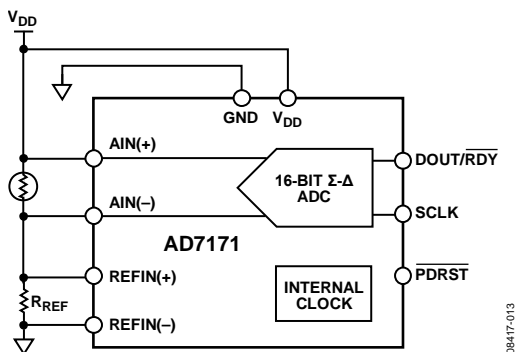 VDD
GND
VDD
AIN(+)
DOUT/RDY
16-BIT Σ-Δ
ADC
AIN(–)
SCLK
AD7171
REFIN(+)
PDRST
INTERNAL
CLOCK
RREF
REFIN(–)
08417-013